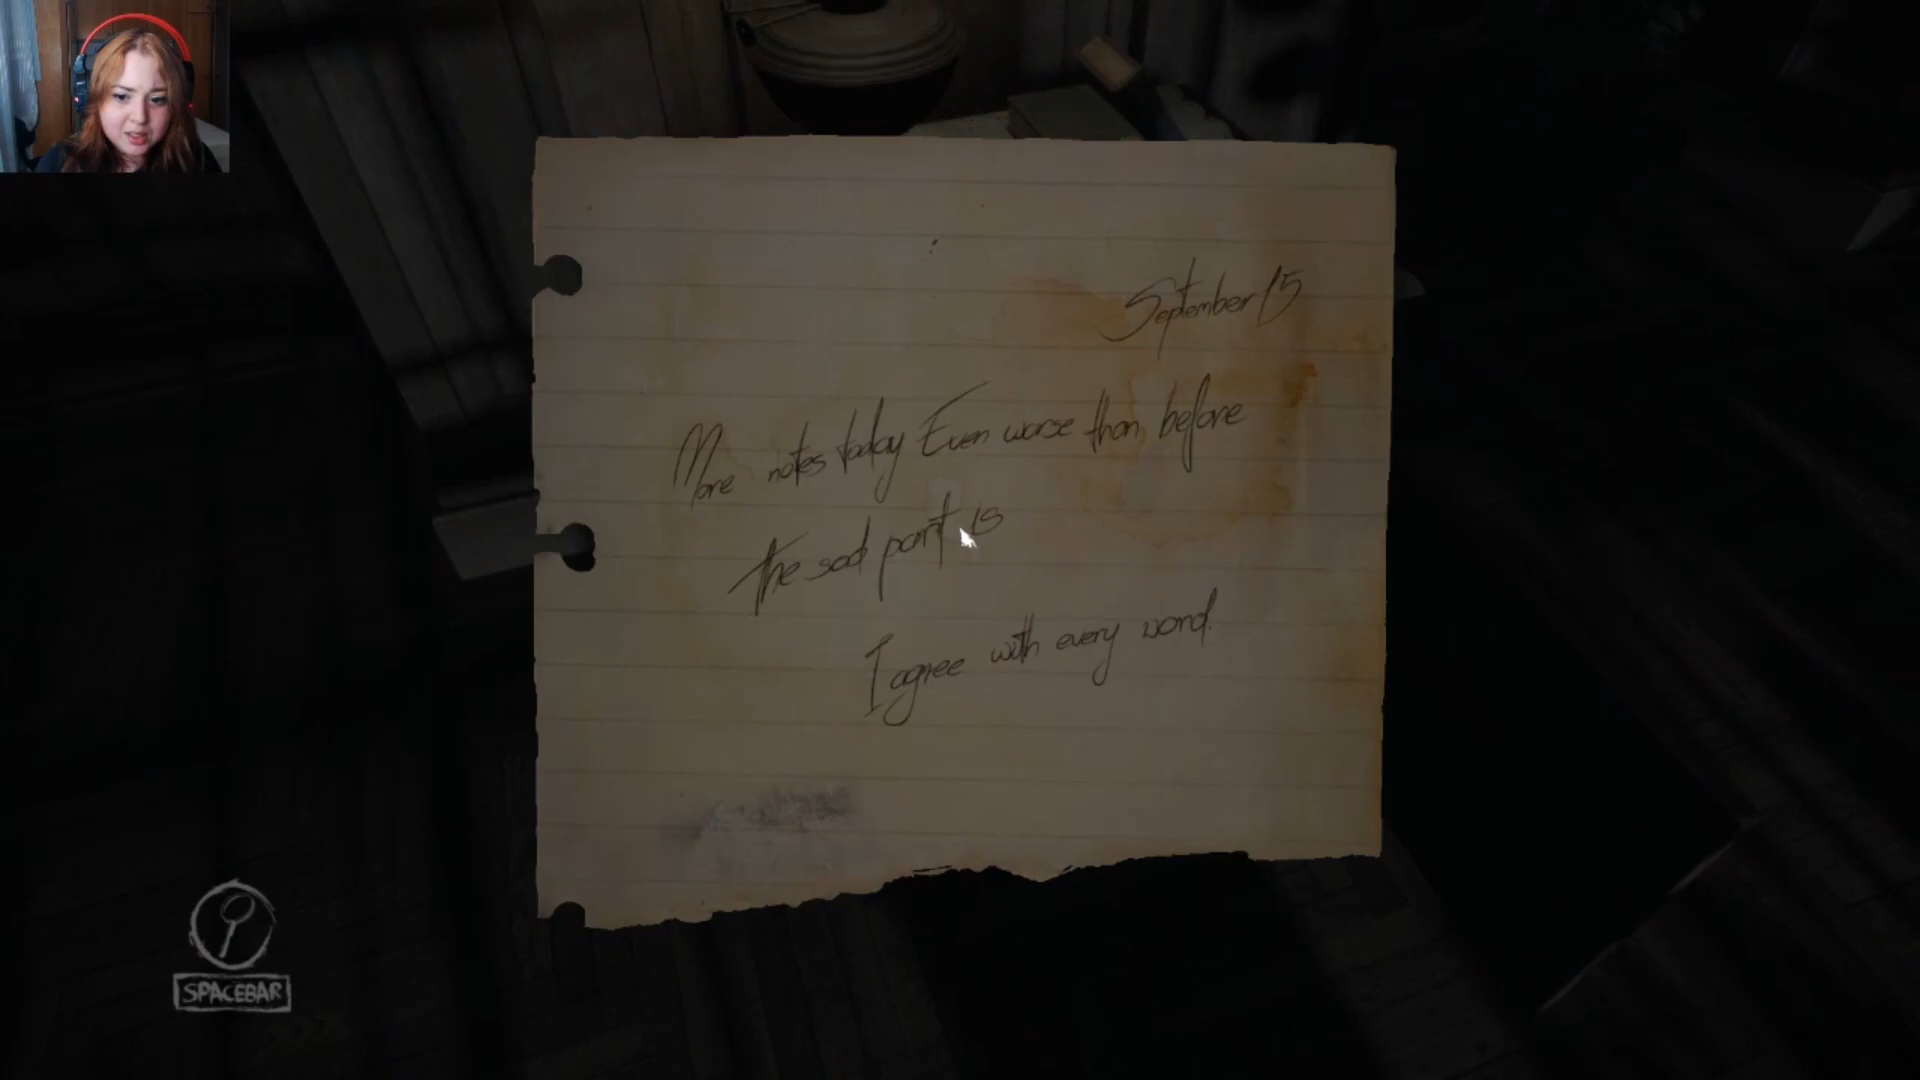 September 15
More notes today Even worse than before
the sad part is
I agree with every word.
SPACEBAR